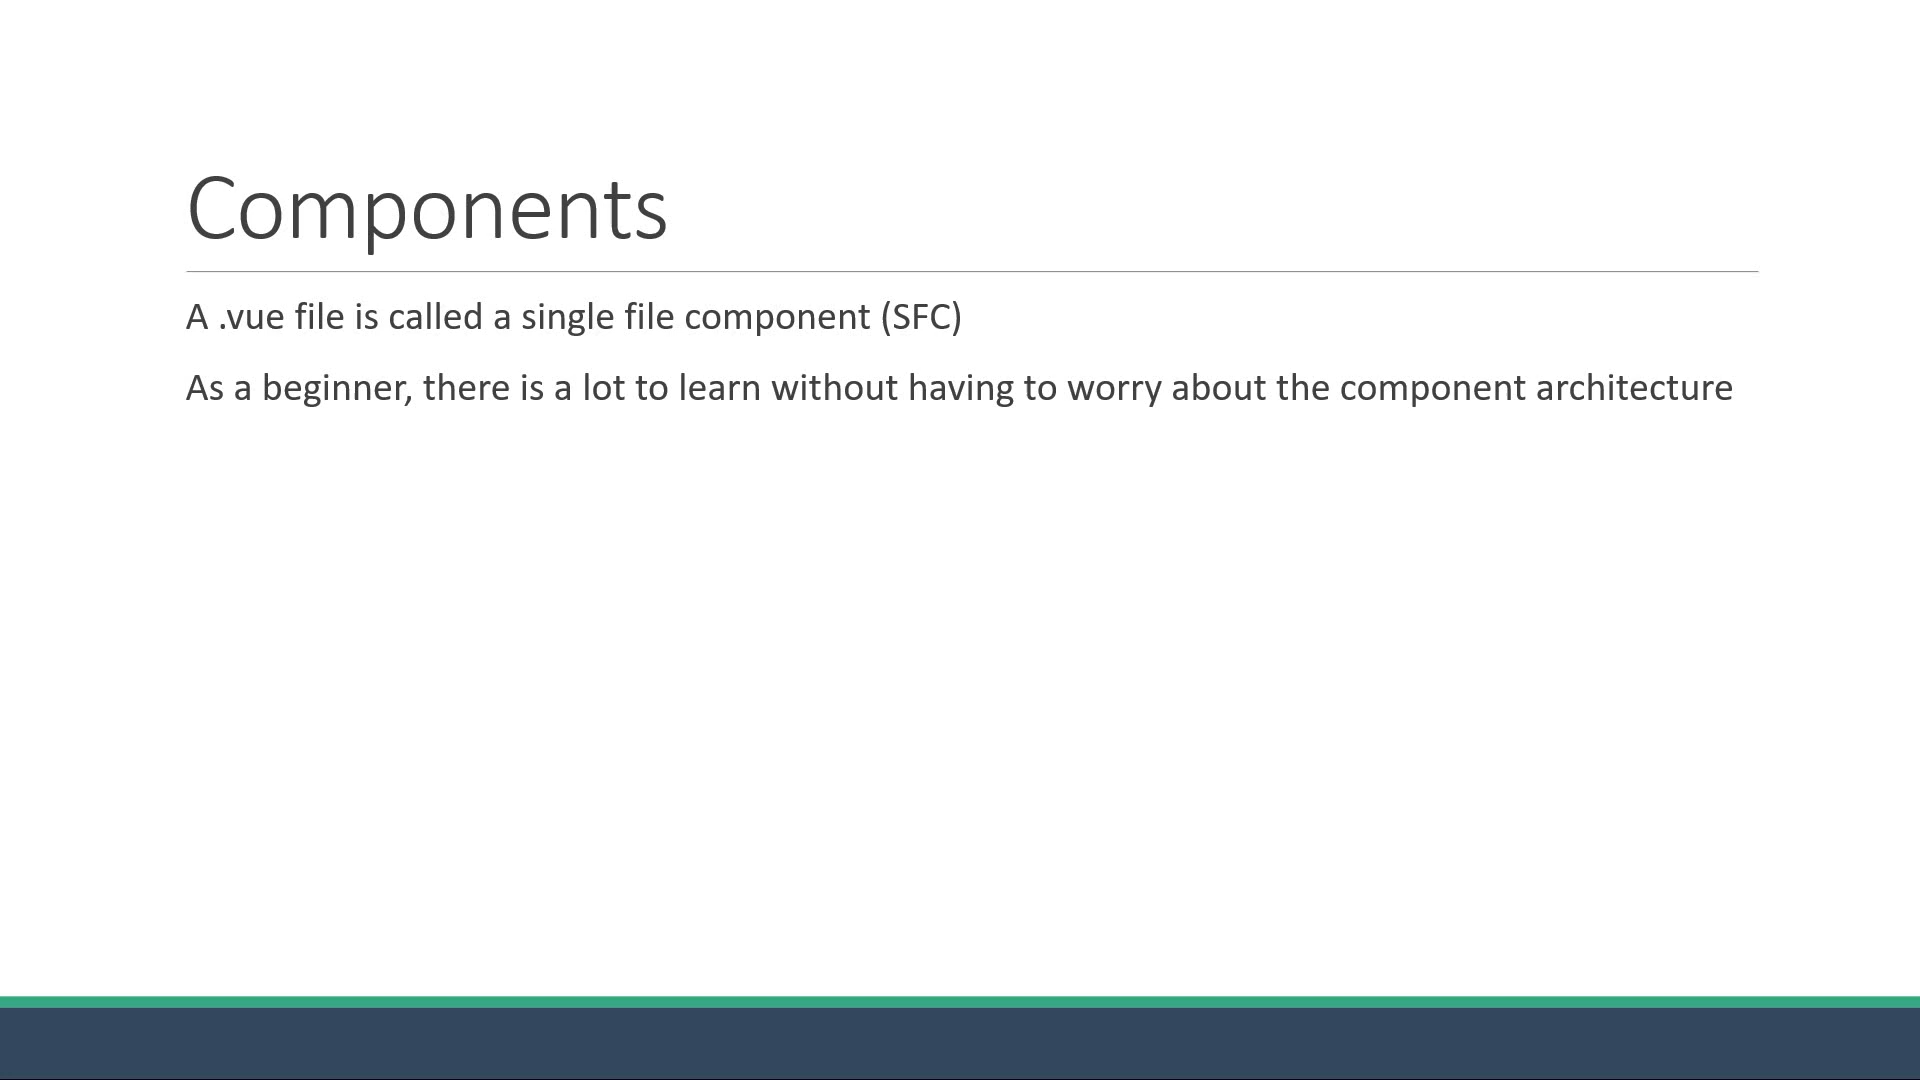 Components
A .vue file is called a single file component (SFC)
As a beginner, there is a lot to learn without having to worry about the component architecture